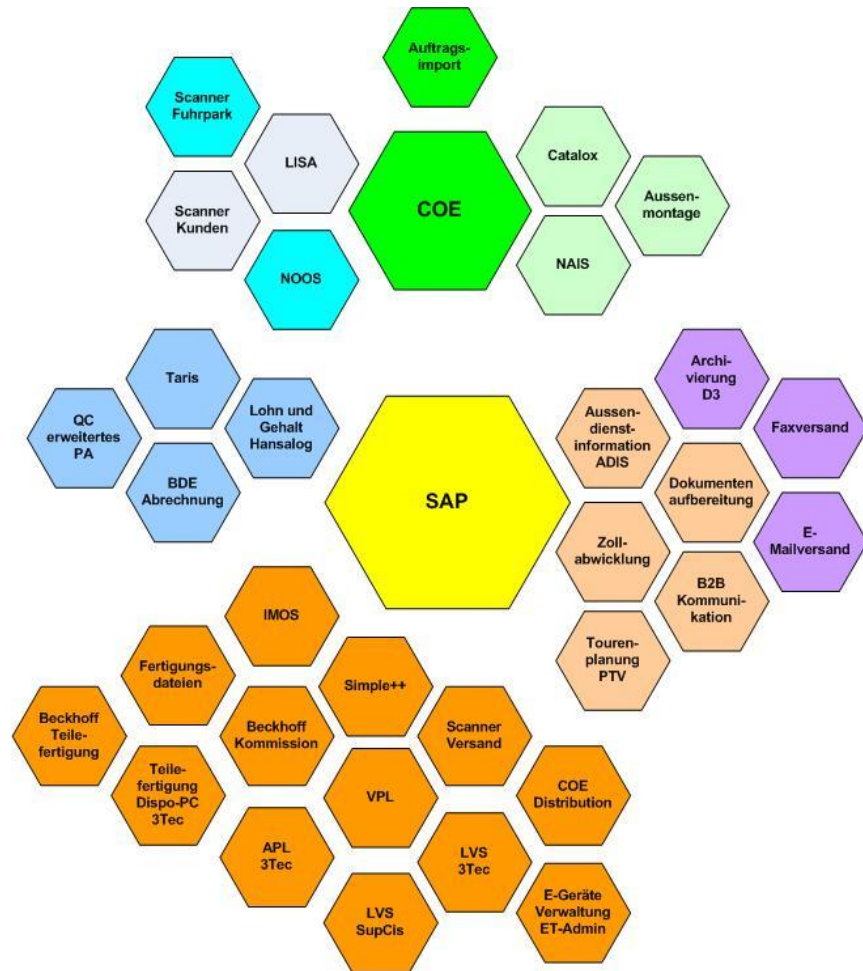 Auftrags-
import
Scanner
Fuhrpark
LISA
Scanner
Kunden
NOOS
COE
Catalox
Aussen-
montage
NAIS
Taris
QC
erweitertes
PA
Lohn und
Gehalt
Hansalog
BDE
Abrechnung
SAP
Archi-
vierung
D3
Aussen-
dienst-
information
ADIS
Faxversand
Dokumenten
aufbereitung
Zoll-
abwicklung
E-
Mailversand
B2B
Kommuni-
kation
Touren-
planung
PTV
IMOS
Fertigungs-
dateien
Simple++
Beckhoff
Teile-
fertigung
Beckhoff
Kommission
Scanner
Versand
Teile-
fertigung
Dispo-PC
3Tec
VPL
COE
Distribution
APL
3Tec
LVS
3Tec
LVS
SupCis
E-Geräte
Verwaltung
ET-Admin